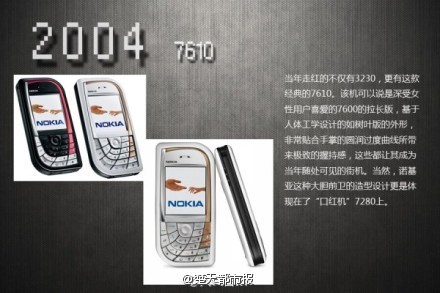 2004 7610
当年走红的不仅有3230，更有这款
经典的7610。该机可以说是深受女
性用户喜爱的7600的拉长版，基于
人体工学设计的如树叶版的外形，
非常贴合手掌的圆润过度曲线所带
来极致的握持感，这些都让其成为
当年随处可见的街机。当然，诺基
亚这种大胆前卫的造型设计更是体
现在了“口红机”7280上。
NOKIA
NOKIA
NOKIA
@楚天都市报